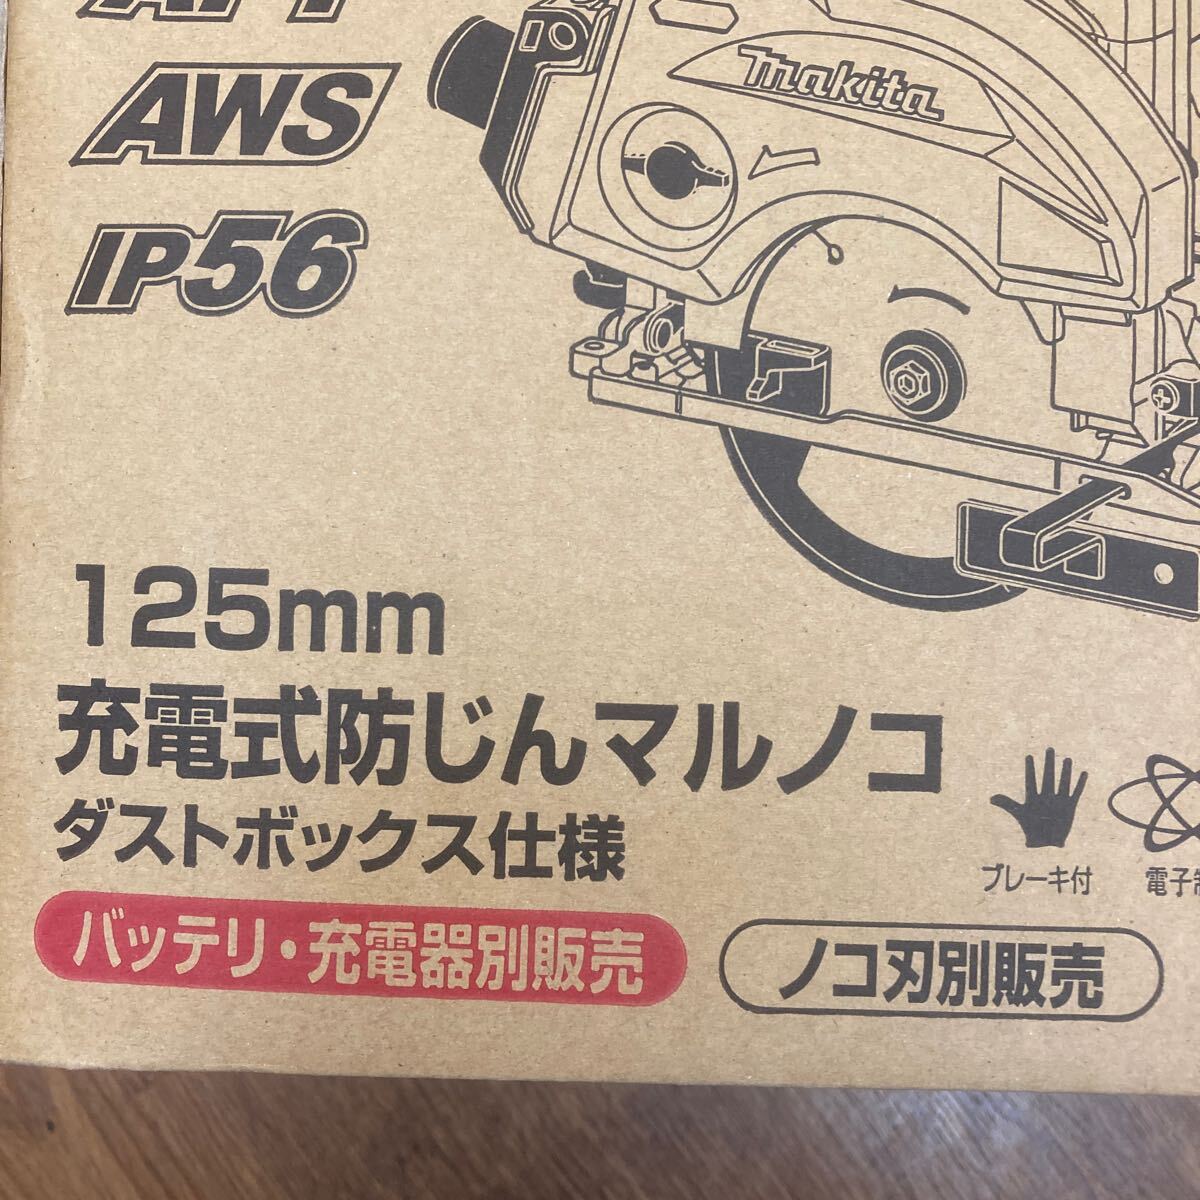 AWS
IP56
makita
125mm
充電式防じんマルノコ
ダストボックス仕様
ブレーキ付
電子
バッテリ・充電器別販売
ノコ刃別販売